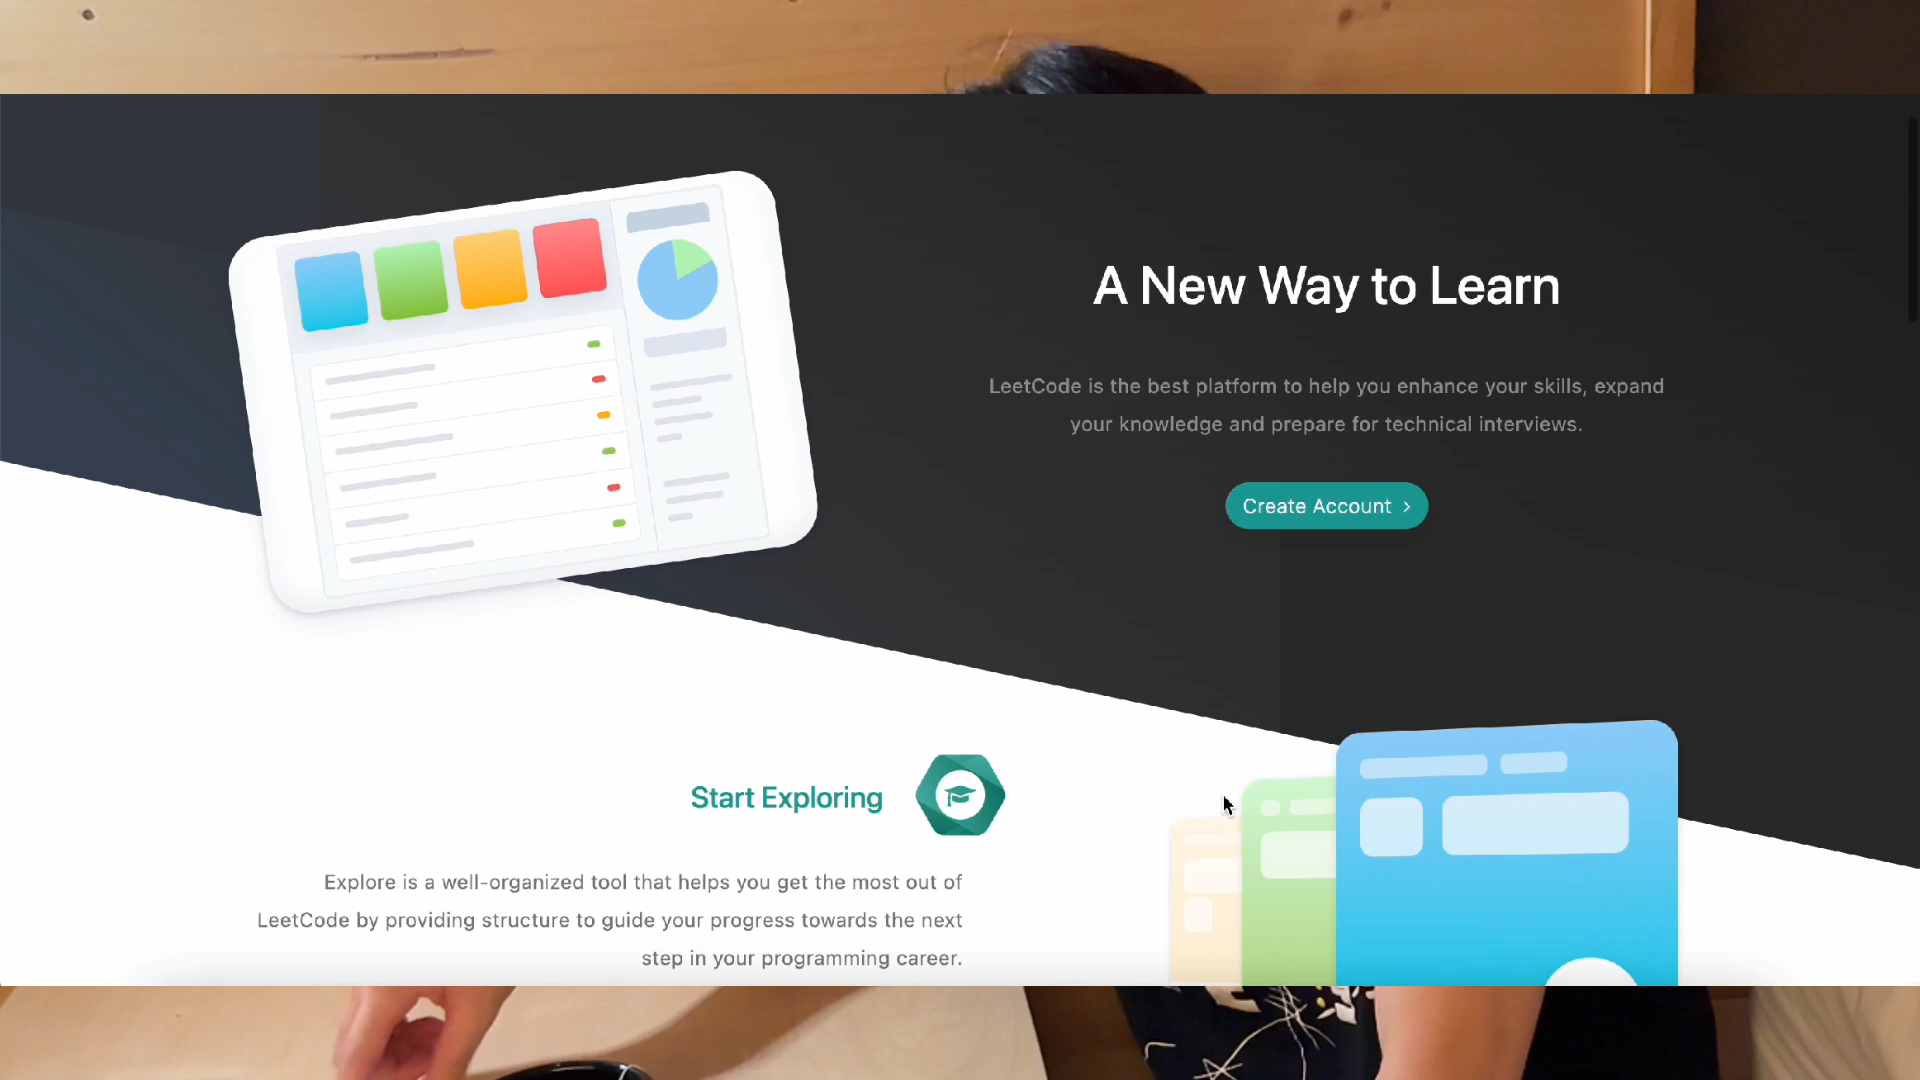 A New Way to Learn
LeetCode is the best platform to help you enhance your skills, expand
your knowledge and prepare for technical interviews.
Create Account
Start Exploring
Explore is a well-organized tool that helps you get the most out of
LeetCode by providing structure to guide your progress towards the next
step in your programming career.